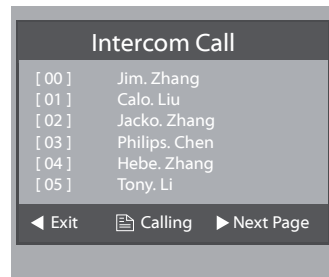 Intercom Call
[ 00 ] Jim. Zhang
[ 01 ] Calo. Liu
[ 02 ] Jacko. Zhang
[ 03 ] Philips. Chen
[ 04 ] Hebe. Zhang
[ 05 ] Tony. Li
Exit Calling Next Page